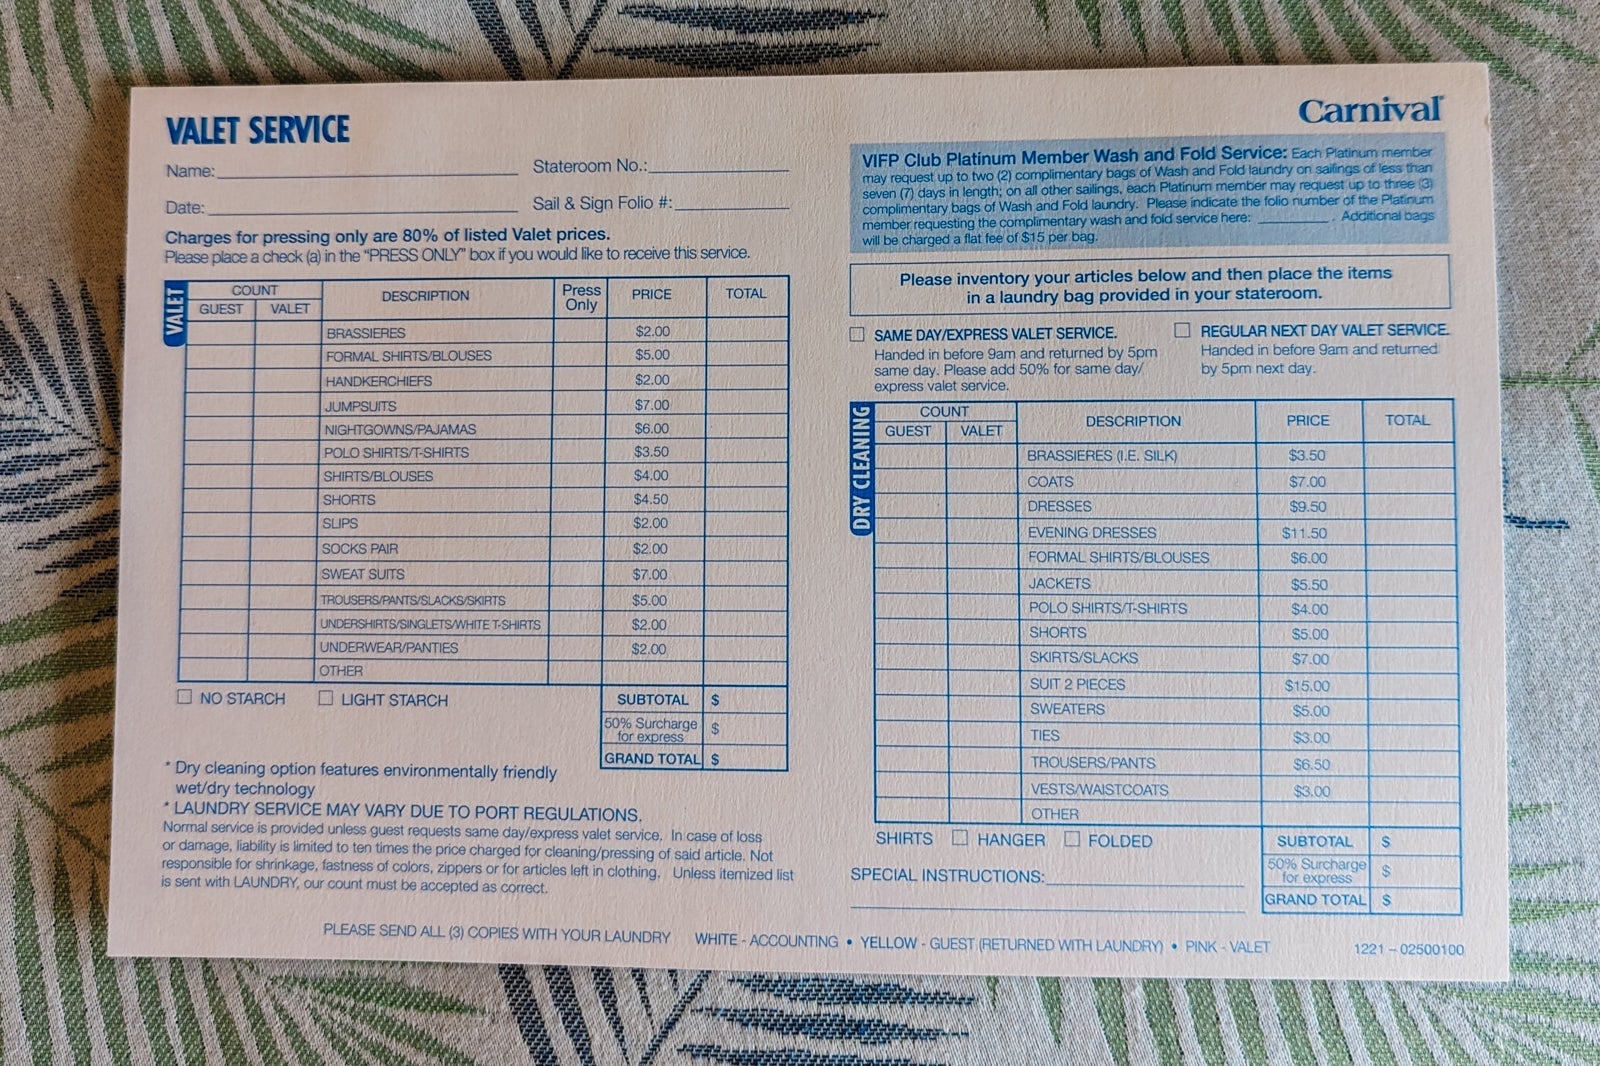 VALET SERVICE
Name:
Stateroom No.:
Date:
Sail & Sign Folio #:
Charges for pressing only are 80% of listed Valet prices.
Please place a check (a) in the "PRESS ONLY" box if you would like to receive this service.
VALET
COUNT DESCRIPTION Press Only PRICE TOTAL
GUEST VALET
BRASSIERES $2.00
FORMAL SHIRTS/BLOUSES $5.00
HANDKERCHIEFS $2.00
JUMPSUITS $7.00
NIGHTGOWNS/PAJAMAS $6.00
POLO SHIRTS/T-SHIRTS $3.50
SHIRTS/BLOUSES $4.00
SHORTS $4.50
SLIPS $2.00
SOCKS PAIR $2.00
SWEAT SUITS $7.00
TROUSERS/PANTS/SLACKS/SKIRTS $5.00
UNDERSHIRTS/SINGLETS/WHITE T-SHIRTS $2.00
UNDERWEAR/PANTIES $2.00
OTHER
NO STARCH LIGHT STARCH
SUBTOTAL $
50% Surcharge
for express $
GRAND TOTAL $
* Dry cleaning option features environmentally friendly
wet/dry technology
* LAUNDRY SERVICE MAY VARY DUE TO PORT REGULATIONS.
Normal service is provided unless guest requests same day/express valet service. In case of loss
or damage, liability is limited to ten times the price charged for cleaning/pressing of said article. Not
responsible for shrinkage, fastness of colors, zippers or for articles left in clothing. Unless itemized list
is sent with LAUNDRY, our count must be accepted as correct.
Carnival
VIFP Club Platinum Member Wash and Fold Service: Each Platinum member
may request up to two (2) complimentary bags of Wash and Fold laundry on sailings of less than
seven (7) days in length; on all other sailings, each Platinum member may request up to three (3)
complimentary bags of Wash and Fold laundry. Please indicate the folio number of the Platinum
member requesting the complimentary wash and fold service here: ________. Additional bags
will be charged a flat fee of $15 per bag.
Please inventory your articles below and then place the items
in a laundry bag provided in your stateroom.
SAME DAY/EXPRESS VALET SERVICE.
Handed in before 9am and returned by 5pm
same day. Please add 50% for same day/
express valet service.
REGULAR NEXT DAY VALET SERVICE.
Handed in before 9am and returned
by 5pm next day.
DRY CLEANING
COUNT DESCRIPTION PRICE TOTAL
GUEST VALET
BRASSIERES (I.E. SILK) $3.50
COATS $7.00
DRESSES $9.50
EVENING DRESSES $11.50
FORMAL SHIRTS/BLOUSES $6.00
JACKETS $5.50
POLO SHIRTS/T-SHIRTS $4.00
SHORTS $5.00
SKIRTS/SLACKS $7.00
SUIT 2 PIECES $15.00
SWEATERS $5.00
TIES $3.00
TROUSERS/PANTS $6.50
VESTS/WAISTCOATS $3.00
OTHER
SHIRTS HANGER FOLDED
SUBTOTAL $
50% Surcharge
for express $
GRAND TOTAL $
SPECIAL INSTRUCTIONS:
PLEASE SEND ALL (3) COPIES WITH YOUR LAUNDRY WHITE - ACCOUNTING • YELLOW - GUEST (RETURNED WITH LAUNDRY) • PINK - VALET 1221 – 02500100